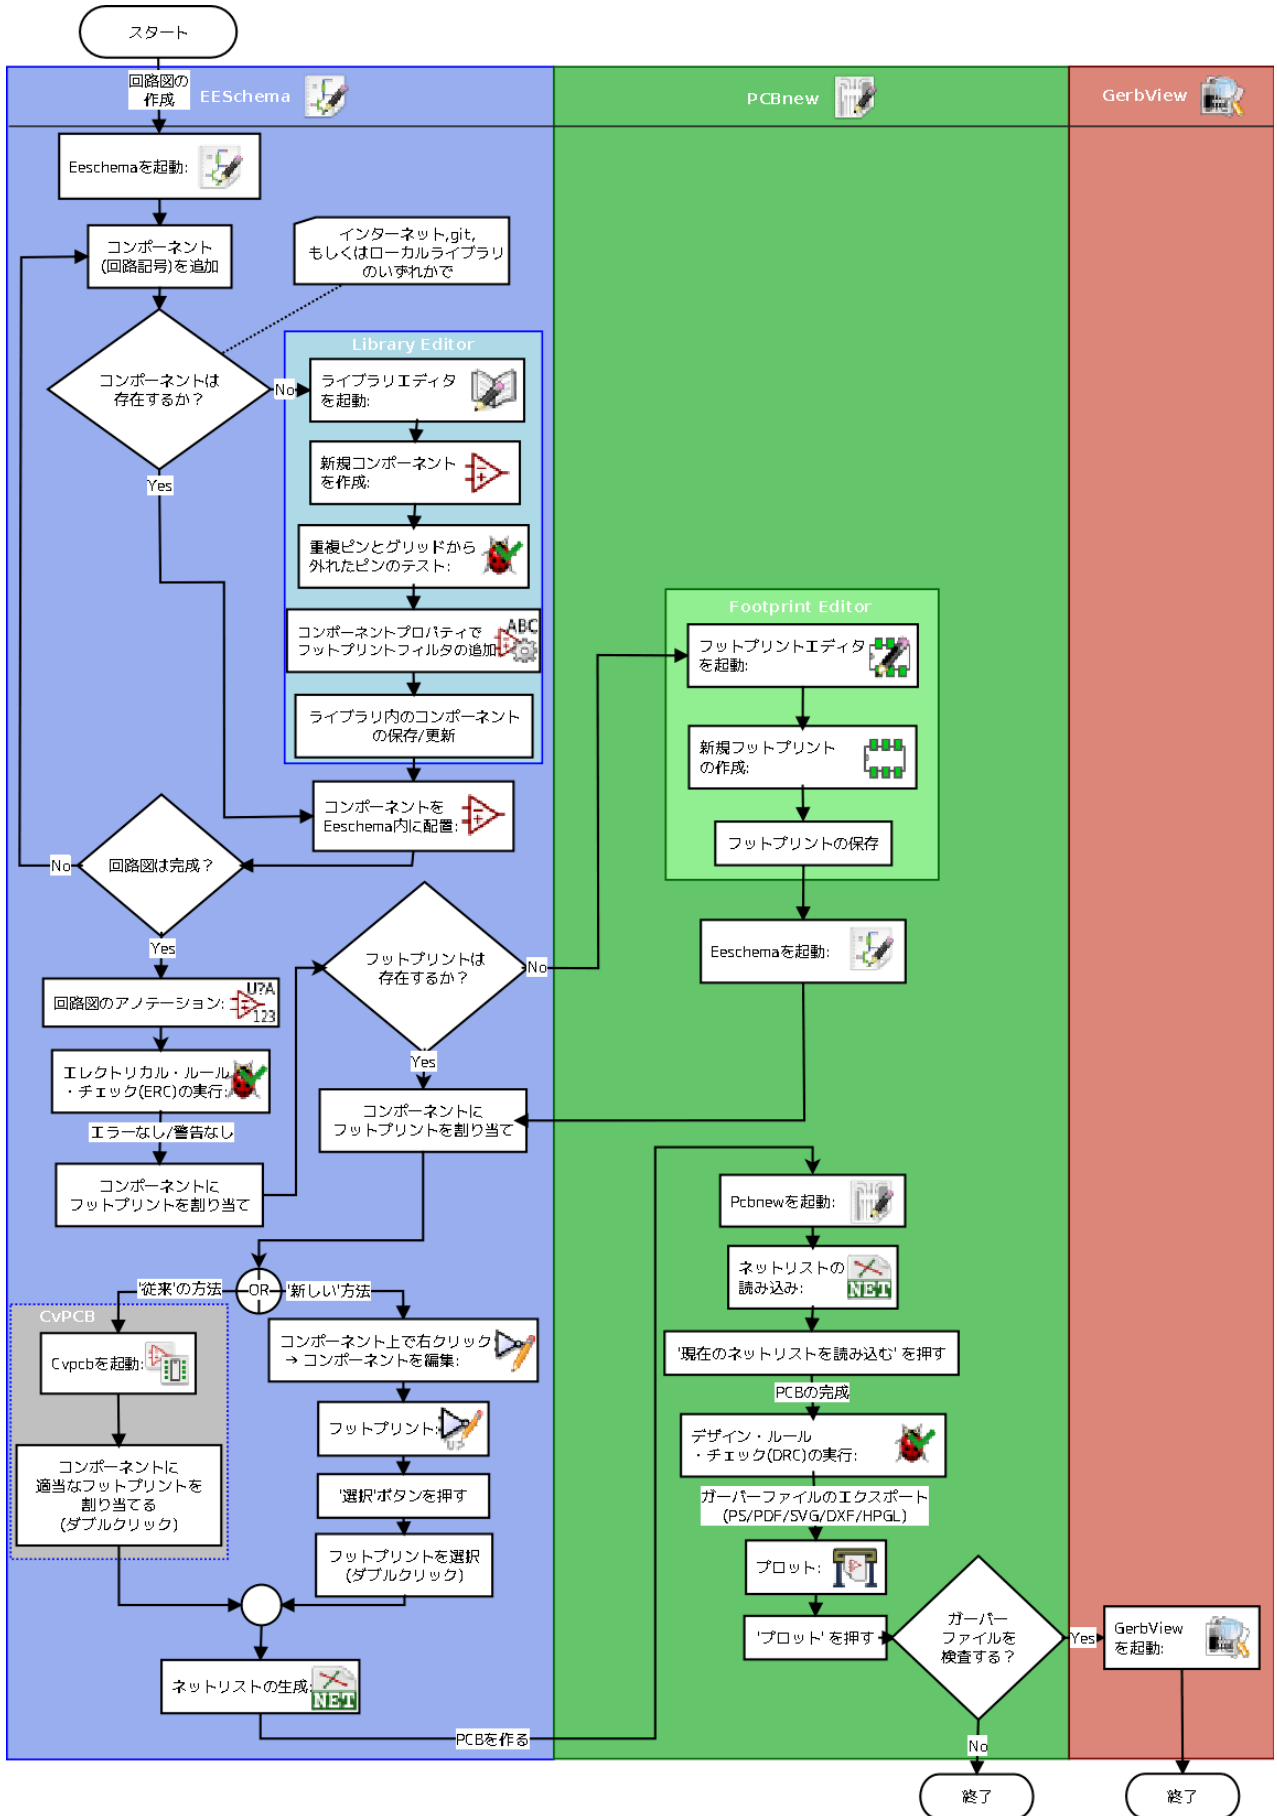 スタート
回路図の
作成
EESchema
PCBnew
GerbView
Eeschemaを起動:
コンポーネント
(回路記号)を追加
インターネット,git,
もしくはローカルライブラリ
のいずれかで
コンポーネントは
存在するか？
No
Yes
Library Editor
ライブラリエディタ
を起動:
新規コンポーネント
を作成:
重複ピンとグリッドから
外れたピンのテスト:
コンポーネントプロパティで
フットプリントフィルタの追加
ABC
ライブラリ内のコンポーネント
の保存/更新
コンポーネントを
Eeschema内に配置:
回路図は完成？
No
Yes
回路図のアノテーション:
U?A
123
エレクトリカル・ルール
・チェック(ERC)の実行:
エラーなし/警告なし
コンポーネントに
フットプリントを割り当て
フットプリントは
存在するか？
No
Yes
Footprint Editor
フットプリントエディタ
を起動:
新規フットプリント
の作成:
フットプリントの保存
Eeschemaを起動:
コンポーネントに
フットプリントを割り当て
'従来'の方法
OR
'新しい'方法
CvPCB
Cvpcbを起動:
コンポーネントに
適当なフットプリントを
割り当てる
(ダブルクリック)
コンポーネント上で右クリック
→ コンポーネントを編集:
フットプリント:
'選択'ボタンを押す
フットプリントを選択
(ダブルクリック)
ネットリストの生成:
NET
PCBを作る
Pcbnewを起動:
ネットリストの
読み込み:
NET
'現在のネットリストを読み込む' を押す
PCBの完成
デザイン・ルール
・チェック(DRC)の実行:
ガーバーファイルのエクスポート
(PS/PDF/SVG/DXF/HPGL)
プロット:
'プロット' を押す
ガーバー
ファイルを
検査する？
Yes
No
GerbView
を起動:
終了
終了